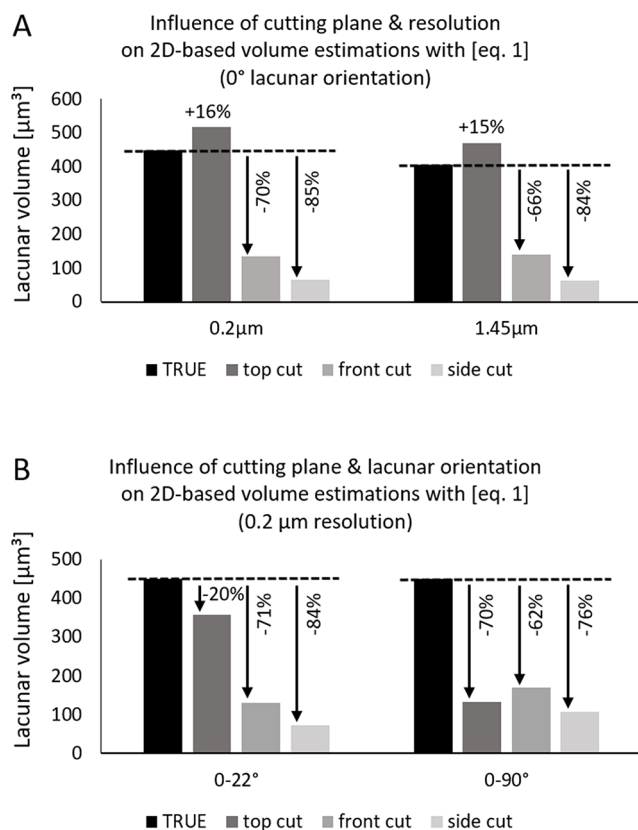 A
Influence of cutting plane & resolution
on 2D-based volume estimations with [eq. 1]
(0° lacunar orientation)
Lacunar volume [µm³]
600
500
400
300
200
100
0
+16%
-70%
-85%
+15%
-66%
-84%
0.2µm
1.45µm
TRUE
top cut
front cut
side cut
B
Influence of cutting plane & lacunar orientation
on 2D-based volume estimations with [eq. 1]
(0.2 µm resolution)
Lacunar volume [µm³]
500
400
300
200
100
0
-20%
-71%
-84%
-70%
-62%
-76%
0-22°
0-90°
TRUE
top cut
front cut
side cut